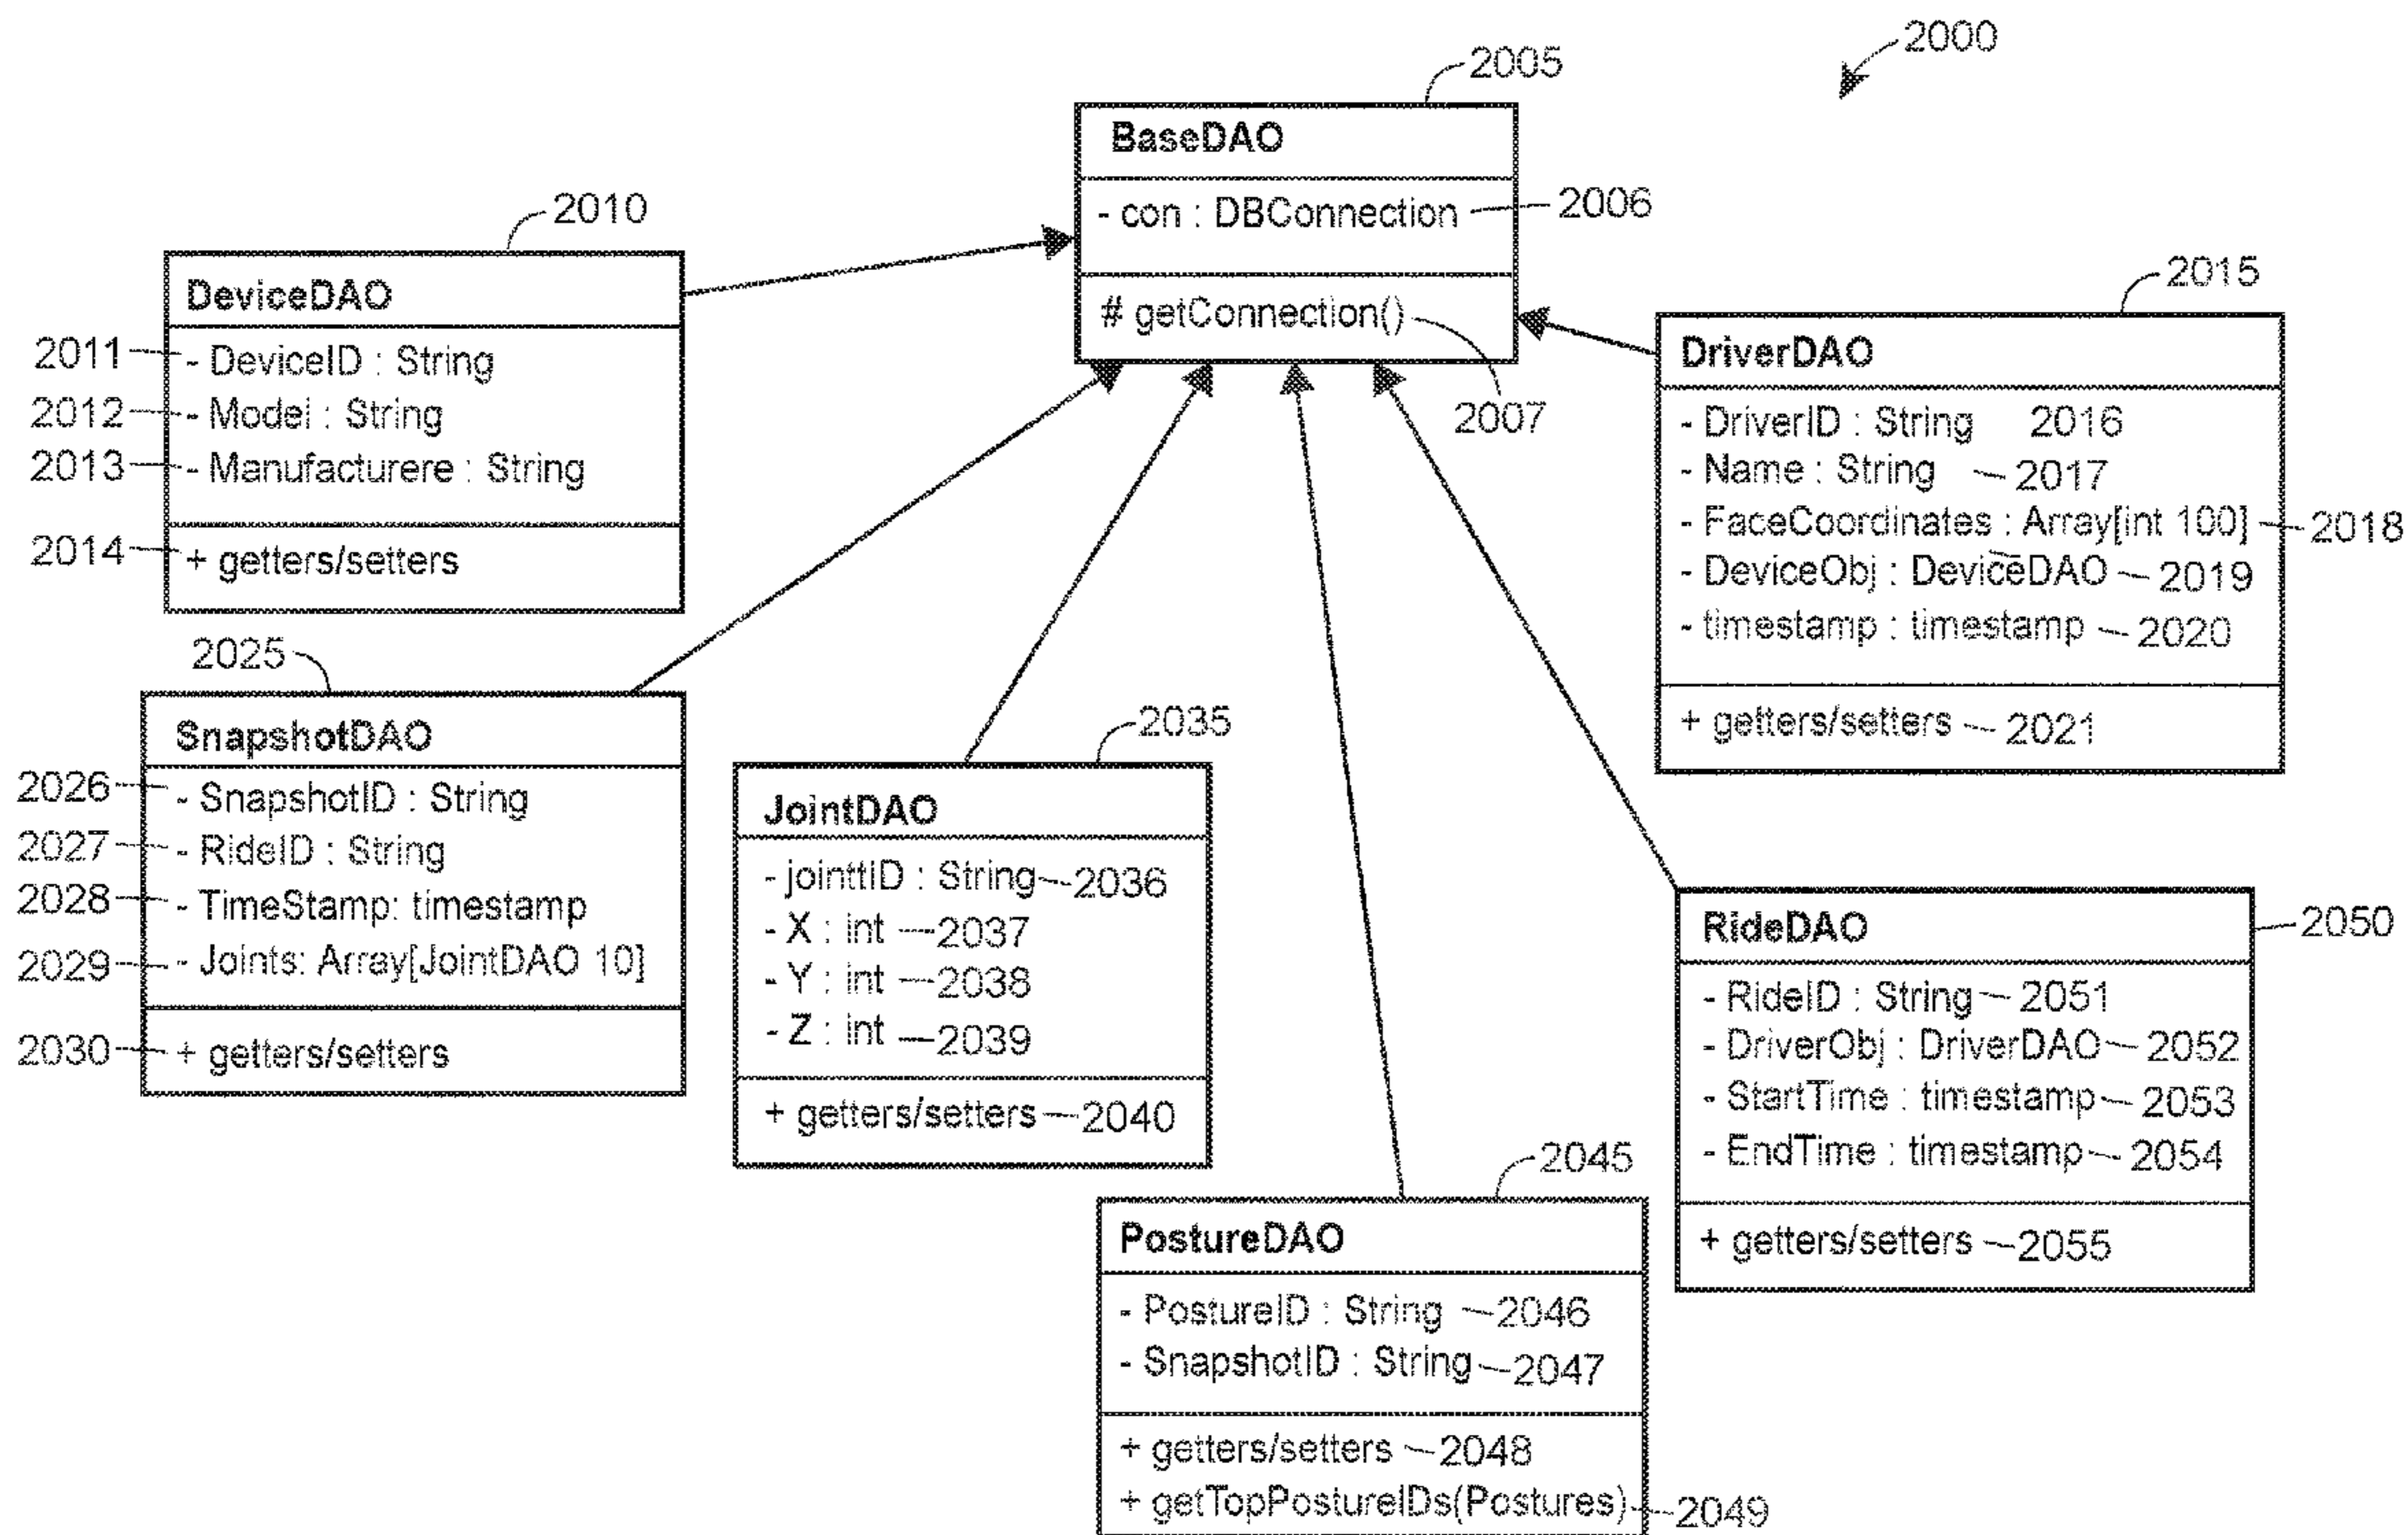 2000
2005
BaseDAO
- con : DBConnection 2006
# getConnection()
2007
2010
DeviceDAO
2011 - DeviceID : String
2012 - Model : String
2013 - Manufacturere : String
2014 + getters/setters
2015
DriverDAO
- DriverID : String 2016
- Name : String 2017
- FaceCoordinates : Array[int 100] 2018
- DeviceObj : DeviceDAO 2019
- timestamp : timestamp 2020
+ getters/setters 2021
2025
SnapshotDAO
2026 - SnapshotID : String
2027 - RideID : String
2028 - TimeStamp: timestamp
2029 - Joints: Array[JointDAO 10]
2030 + getters/setters
2035
JointDAO
- jointtID : String 2036
- X : int 2037
- Y : int 2038
- Z : int 2039
+ getters/setters 2040
2045
PostureDAO
- PostureID : String 2046
- SnapshotID : String 2047
+ getters/setters 2048
+ getTopPostureIDs(Postures) 2049
RideDAO 2050
- RideID : String 2051
- DriverObj : DriverDAO 2052
- StartTime : timestamp 2053
- EndTime : timestamp 2054
+ getters/setters 2055